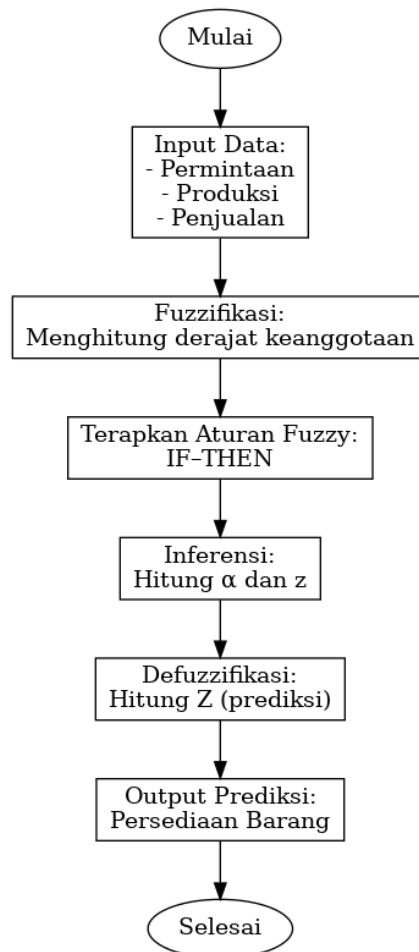 Mulai
Input Data:
- Permintaan
- Produksi
- Penjualan
Fuzzifikasi:
Menghitung derajat keanggotaan
Terapkan Aturan Fuzzy:
IF–THEN
Inferensi:
Hitung α dan z
Defuzzifikasi:
Hitung Z (prediksi)
Output Prediksi:
Persediaan Barang
Selesai